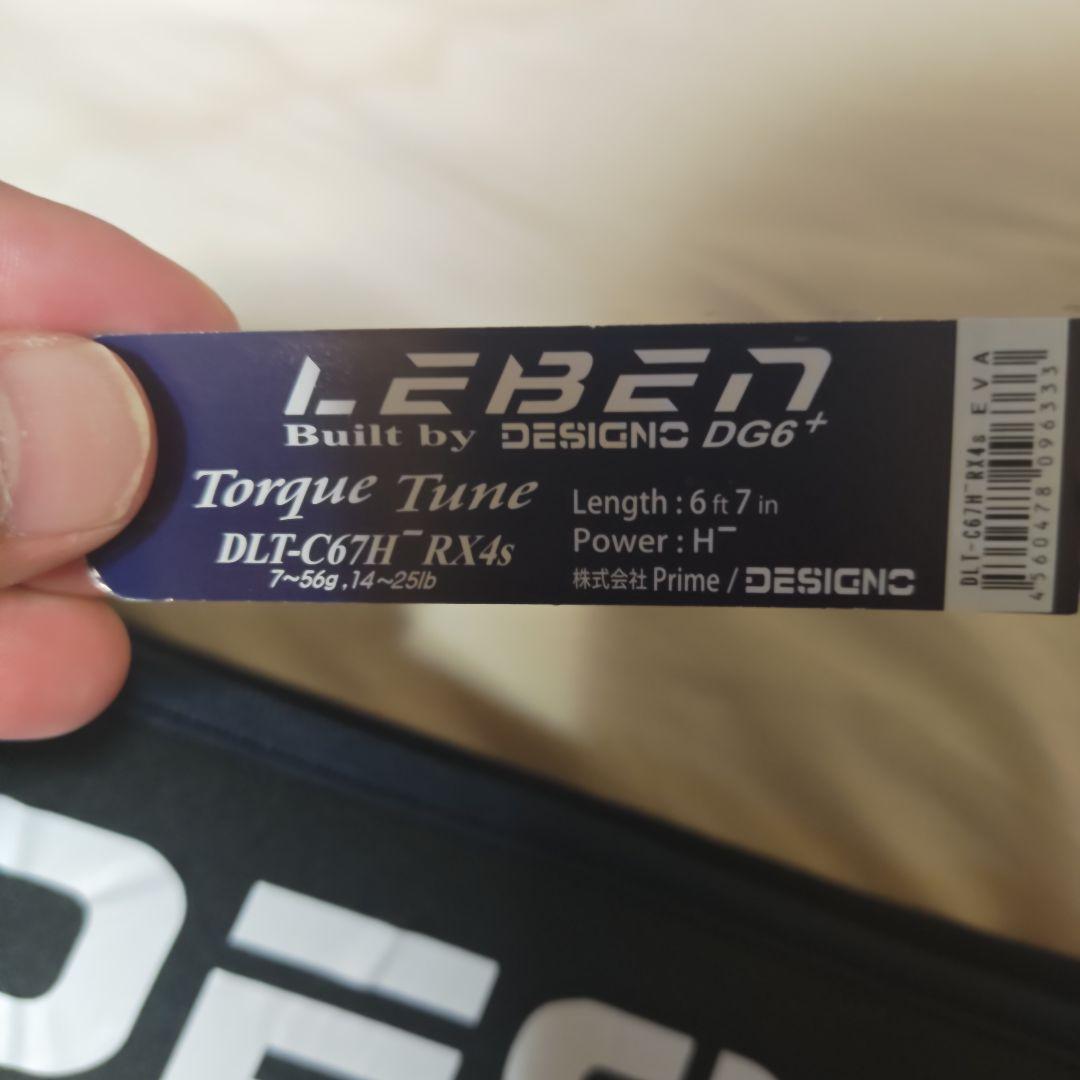 LEBEN
Built by DESIGNO DG6+
Torque Tune
DLT-C67H⁻RX4s
7~56g,14~25lb
Length : 6 ft 7 in
Power : H⁻
株式会社 Prime / DESIGNO
DLT-C67H⁻RX4s EVA
4560478096333
DES